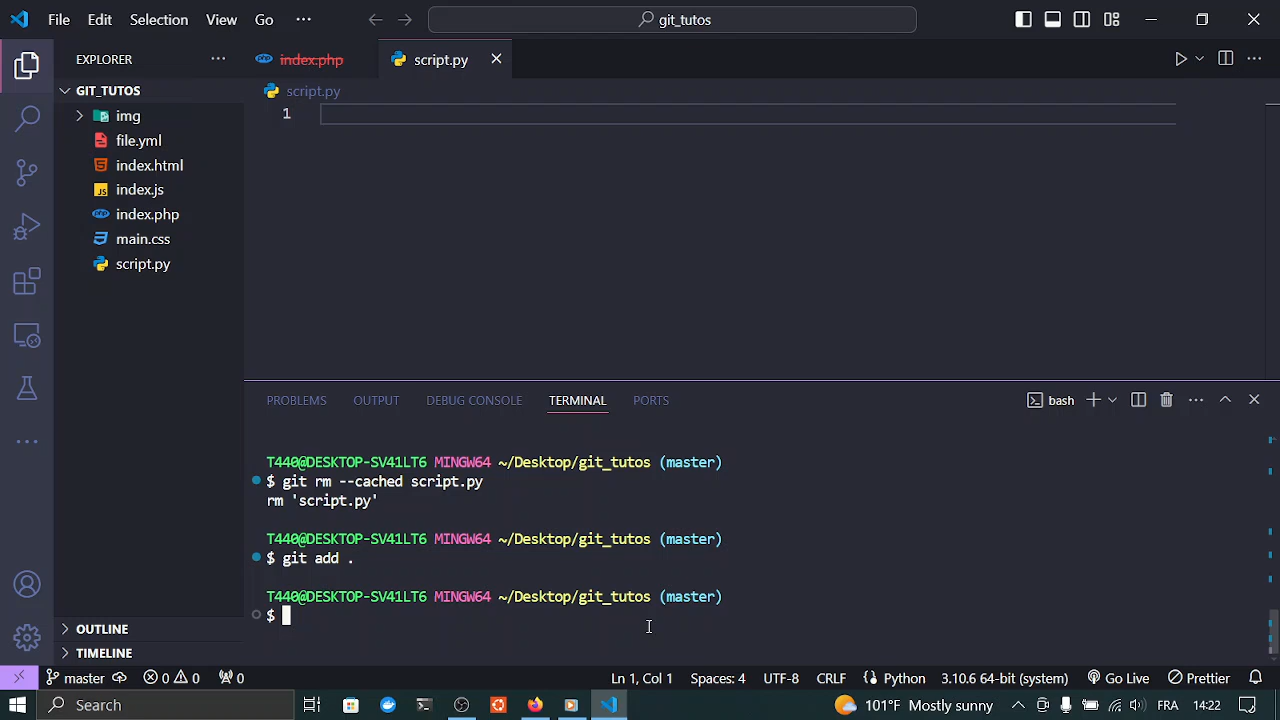 File Edit Selection View Go ··· git_tutos
EXPLORER ··· index.php script.py
GIT_TUTOS
script.py
1
img
file.yml
JS
index.html
index.js
php index.php
main.css
script.py
PROBLEMS OUTPUT DEBUG CONSOLE TERMINAL PORTS bash
T440@DESKTOP-SV41LT6 MINGW64 ~/Desktop/git_tutos (master)
$ git rm --cached script.py
rm 'script.py'
T440@DESKTOP-SV41LT6 MINGW64 ~/Desktop/git_tutos (master)
$ git add .
T440@DESKTOP-SV41LT6 MINGW64 ~/Desktop/git_tutos (master)
$
OUTLINE
TIMELINE
master 0 0 0 Ln 1, Col 1 Spaces: 4 UTF-8 CRLF Python 3.10.6 64-bit (system) Go Live Prettier
Search 101°F Mostly sunny FR 14:22